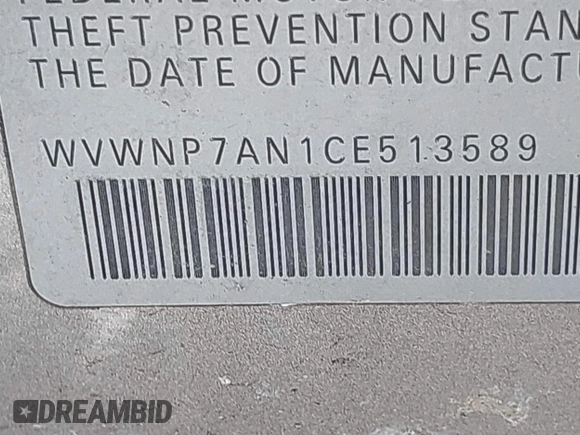 THEFT PREVENTION STAN
THE DATE OF MANUFACTU
WVWNP7AN1CE513589
DREAMBID